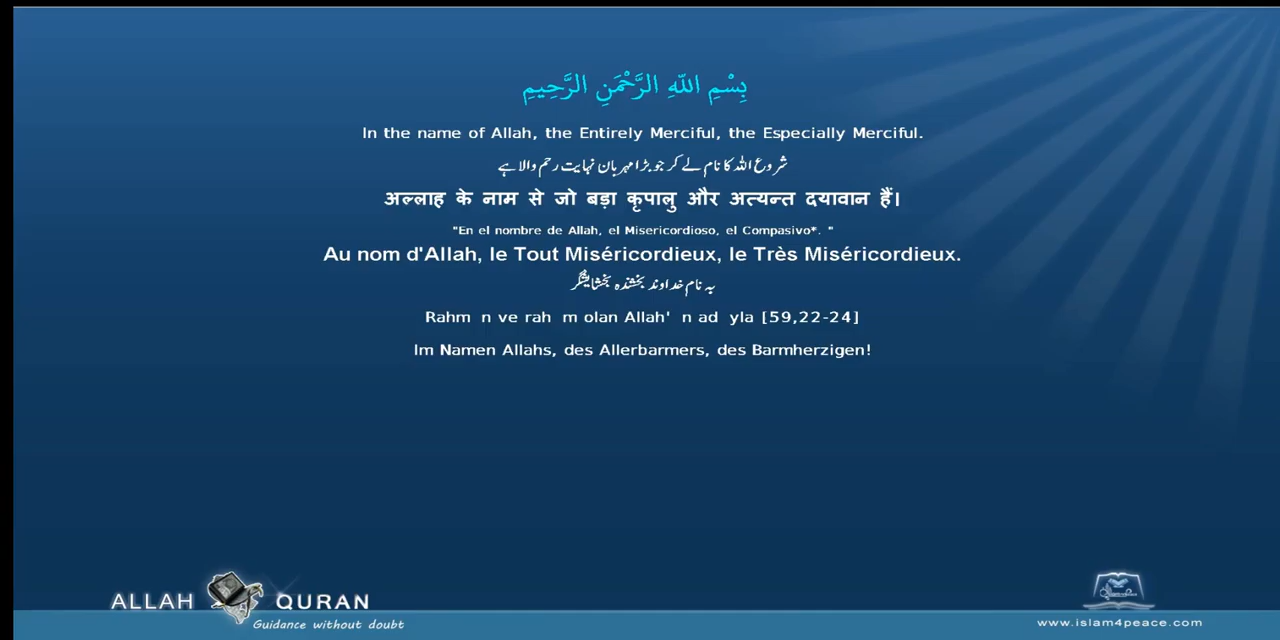 بِسْمِ اللّهِ الرَّحْمَنِ الرَّحِيمِ
In the name of Allah, the Entirely Merciful, the Especially Merciful.
شروع الله کا نام لے کر جو بڑا مہربان نہایت رحم والا ہے
अल्लाह के नाम से जो बड़ा कृपालु और अत्यन्त दयावान हैं।
"En el nombre de Allah, el Misericordioso, el Compasivo*. "
Au nom d'Allah, le Tout Miséricordieux, le Très Miséricordieux.
به نام خداوند بخشنده بخشایشگر
Rahm n ve rah m olan Allah' n ad yla [59,22-24]
Im Namen Allahs, des Allerbarmers, des Barmherzigen!
ALLAH QURAN
Guidance without doubt
www.islam4peace.com